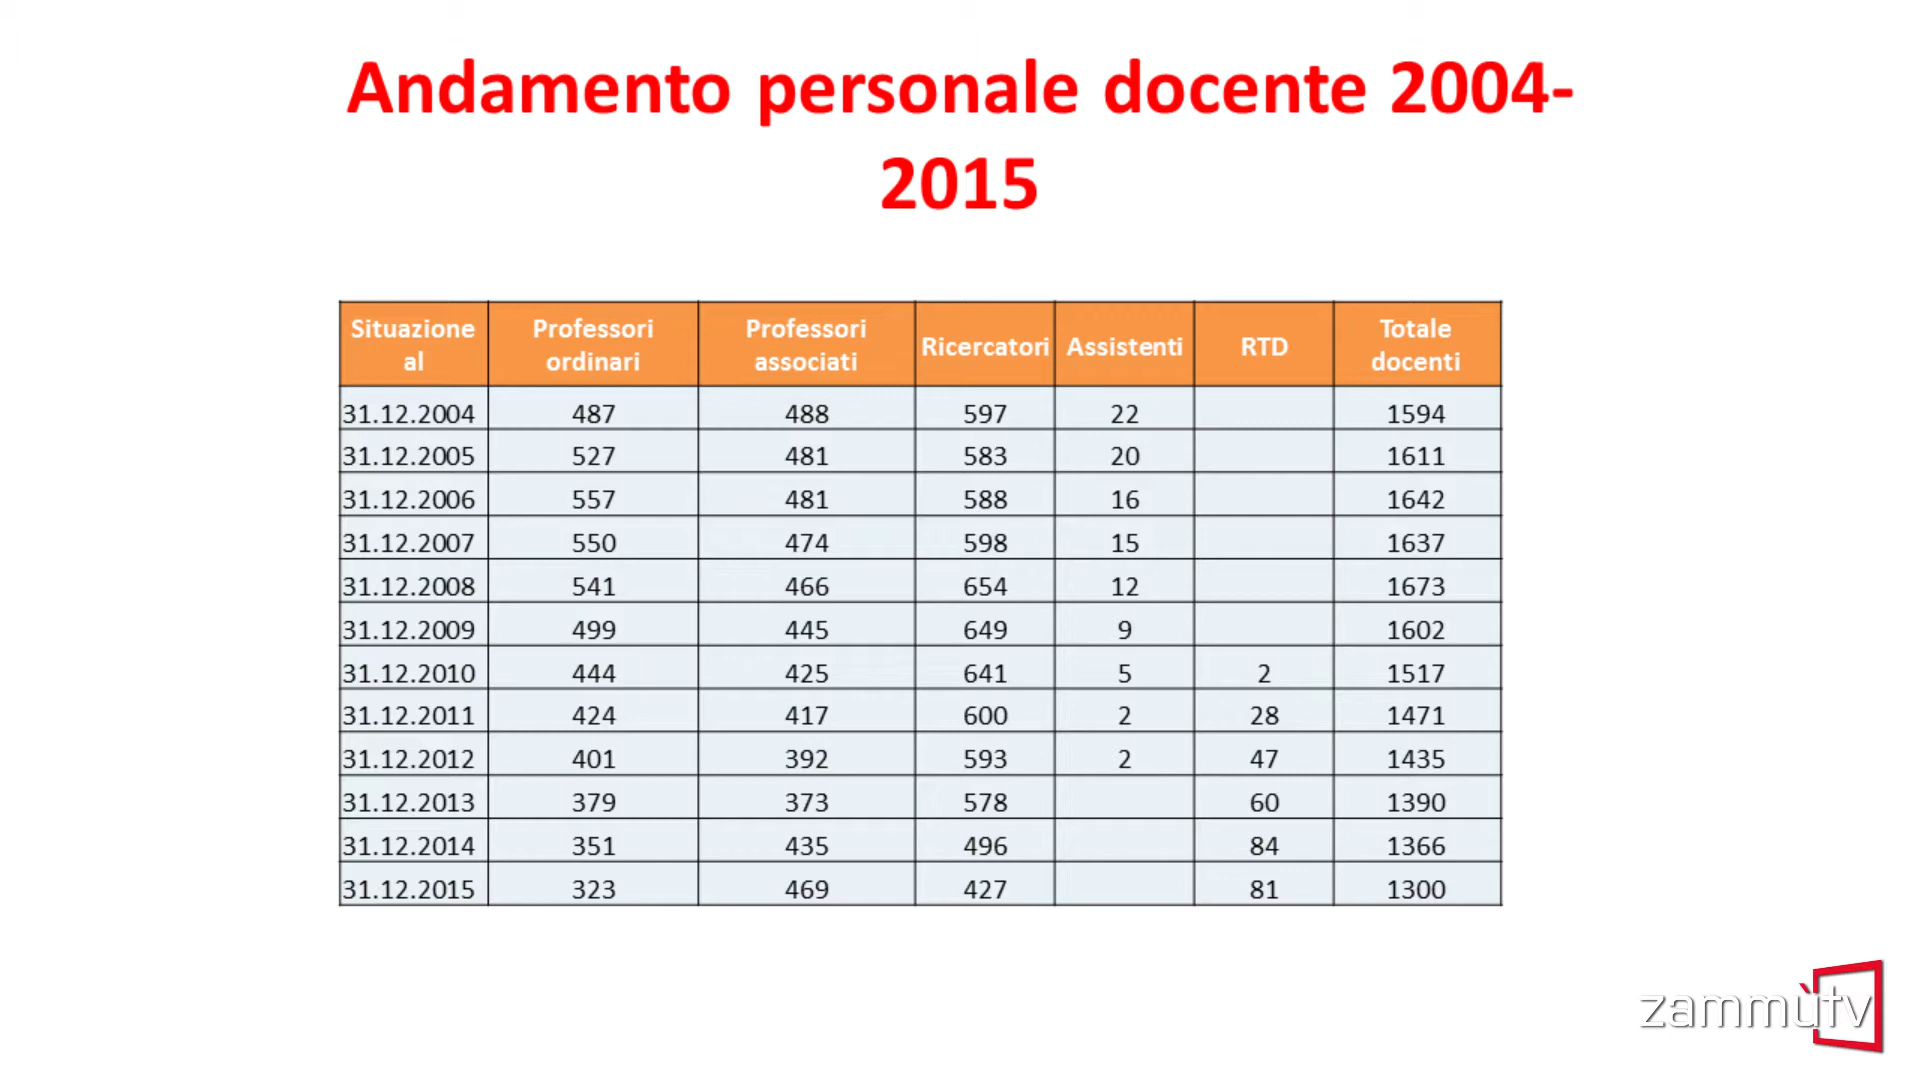 Andamento personale docente 2004-
2015
Situazione al Professori ordinari Professori associati Ricercatori Assistenti RTD Totale docenti
31.12.2004 487 488 597 22 1594
31.12.2005 527 481 583 20 1611
31.12.2006 557 481 588 16 1642
31.12.2007 550 474 598 15 1637
31.12.2008 541 466 654 12 1673
31.12.2009 499 445 649 9 1602
31.12.2010 444 425 641 5 2 1517
31.12.2011 424 417 600 2 28 1471
31.12.2012 401 392 593 2 47 1435
31.12.2013 379 373 578 60 1390
31.12.2014 351 435 496 84 1366
31.12.2015 323 469 427 81 1300
zammùtv